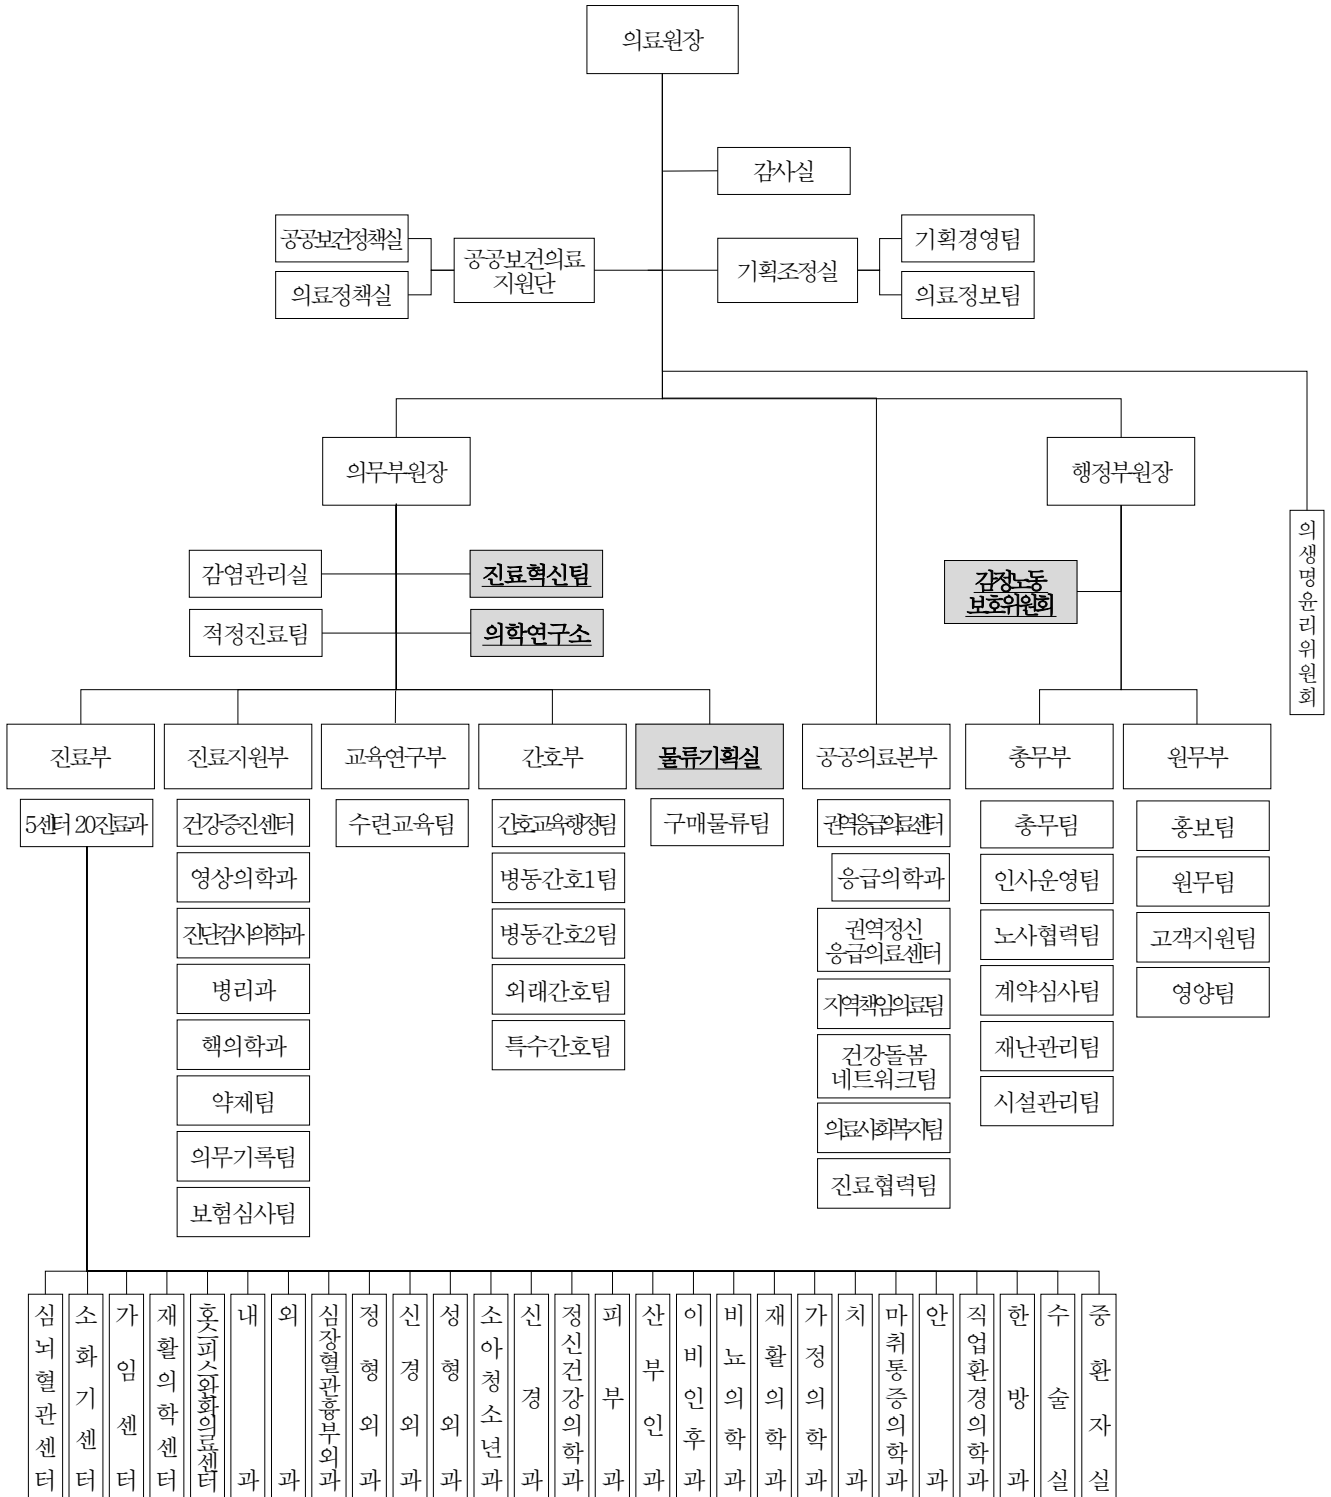 의료원장
감사실
공공보건정책실
의료정책실
공공보건의료
지원단
기획조정실
기획경영팀
의료정보팀
의무부원장
행정부원장
의생명윤리위원회
감염관리실
진료혁신팀
적정진료팀
의학연구소
감정노동
보호위원회
진료부
진료지원부
교육연구부
간호부
물류기획실
공공의료본부
총무부
원무부
5센터 20진료과
건강증진센터
영상의학과
진단검사의학과
병리과
핵의학과
약제팀
의무기록팀
보험심사팀
수련교육팀
간호교육행정팀
병동간호1팀
병동간호2팀
외래간호팀
특수간호팀
구매물류팀
권역응급의료센터
응급의학과
권역정신
응급의료센터
지역책임의료팀
건강돌봄
네트워크팀
의료사회복지팀
진료협력팀
총무팀
인사운영팀
노사협력팀
계약심사팀
재난관리팀
시설관리팀
홍보팀
원무팀
고객지원팀
영양팀
심뇌혈관센터
소화기센터
가임센터
재활의학센터
호스피스완화의료센터
내과
외과
심장혈관흉부외과
정형외과
신경외과
성형외과
소아청소년과
신경과
정신건강의학과
피부과
산부인과
이비인후과
비뇨의학과
재활의학과
가정의학과
치과
마취통증의학과
안과
직업환경의학과
한방과
수술실
중환자실